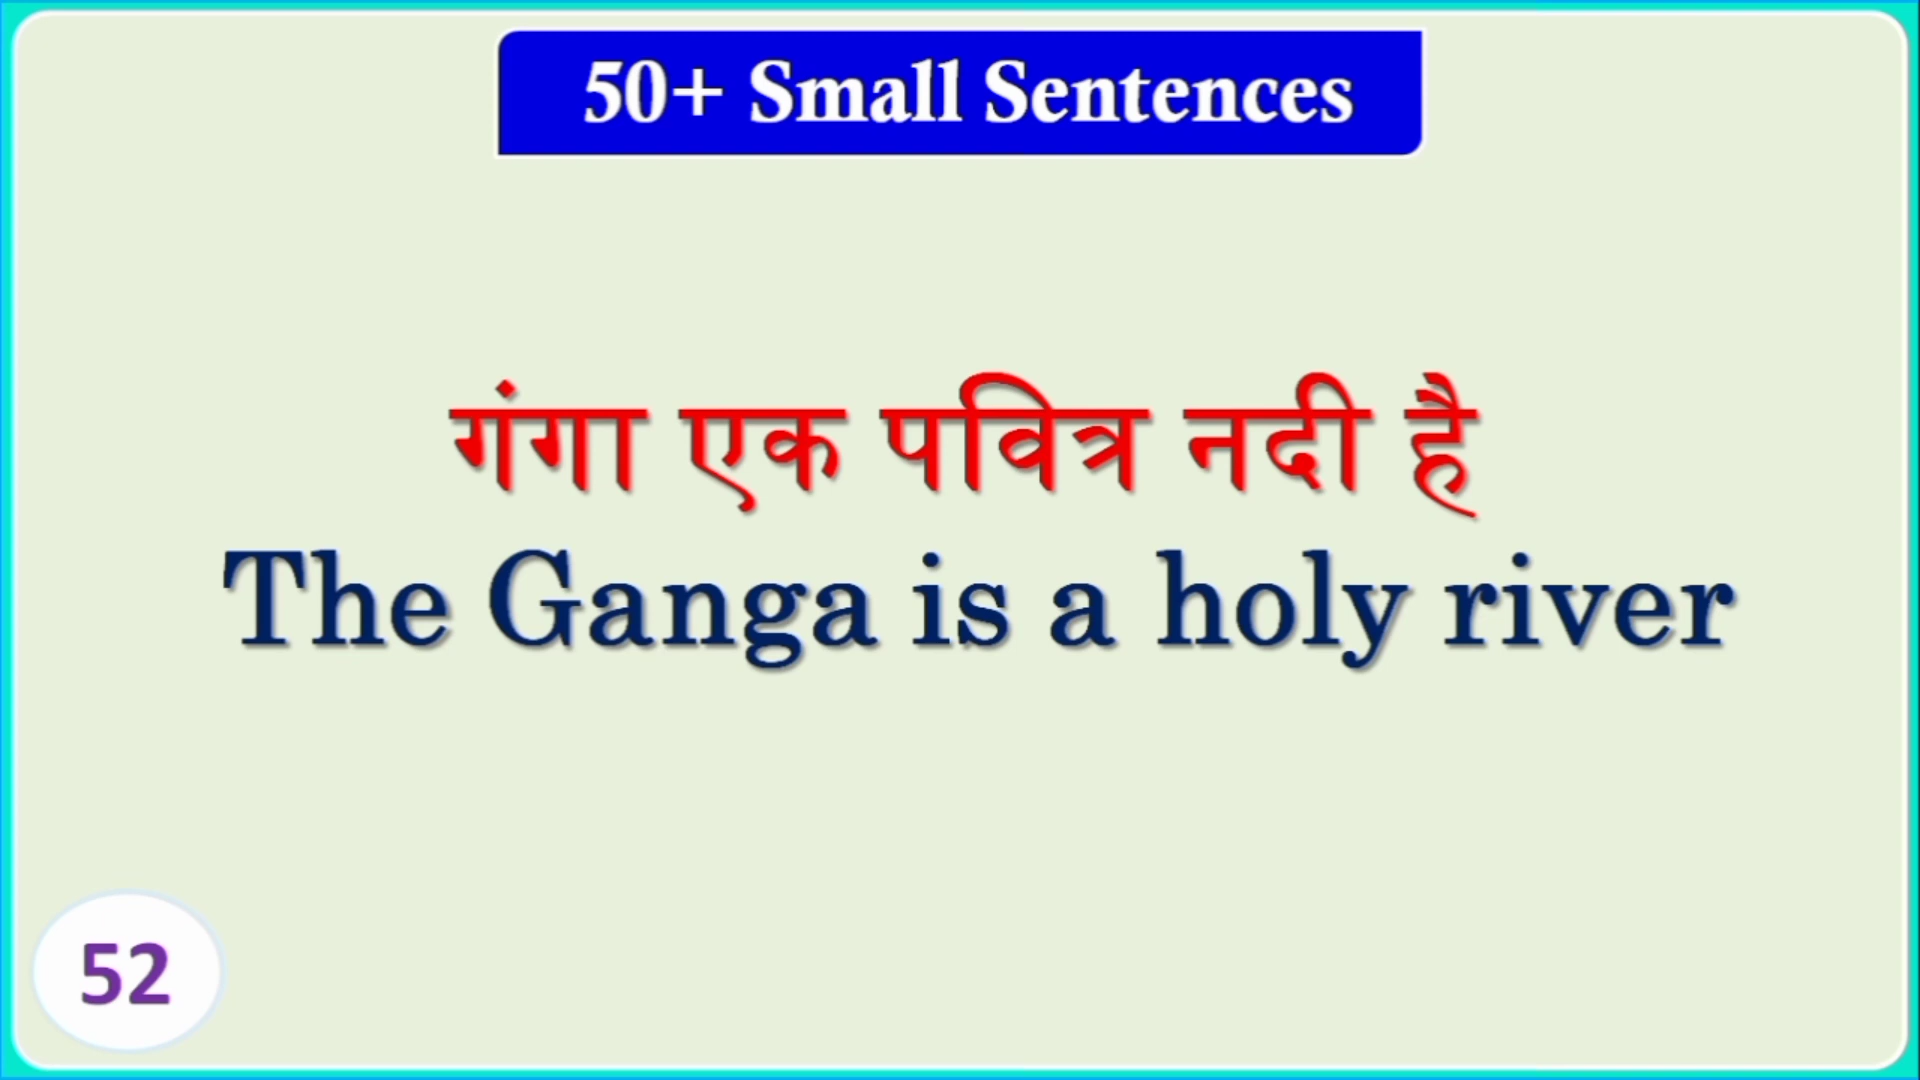 50+ Small Sentences
गंगा एक पवित्र नदी है
The Ganga is a holy river
52